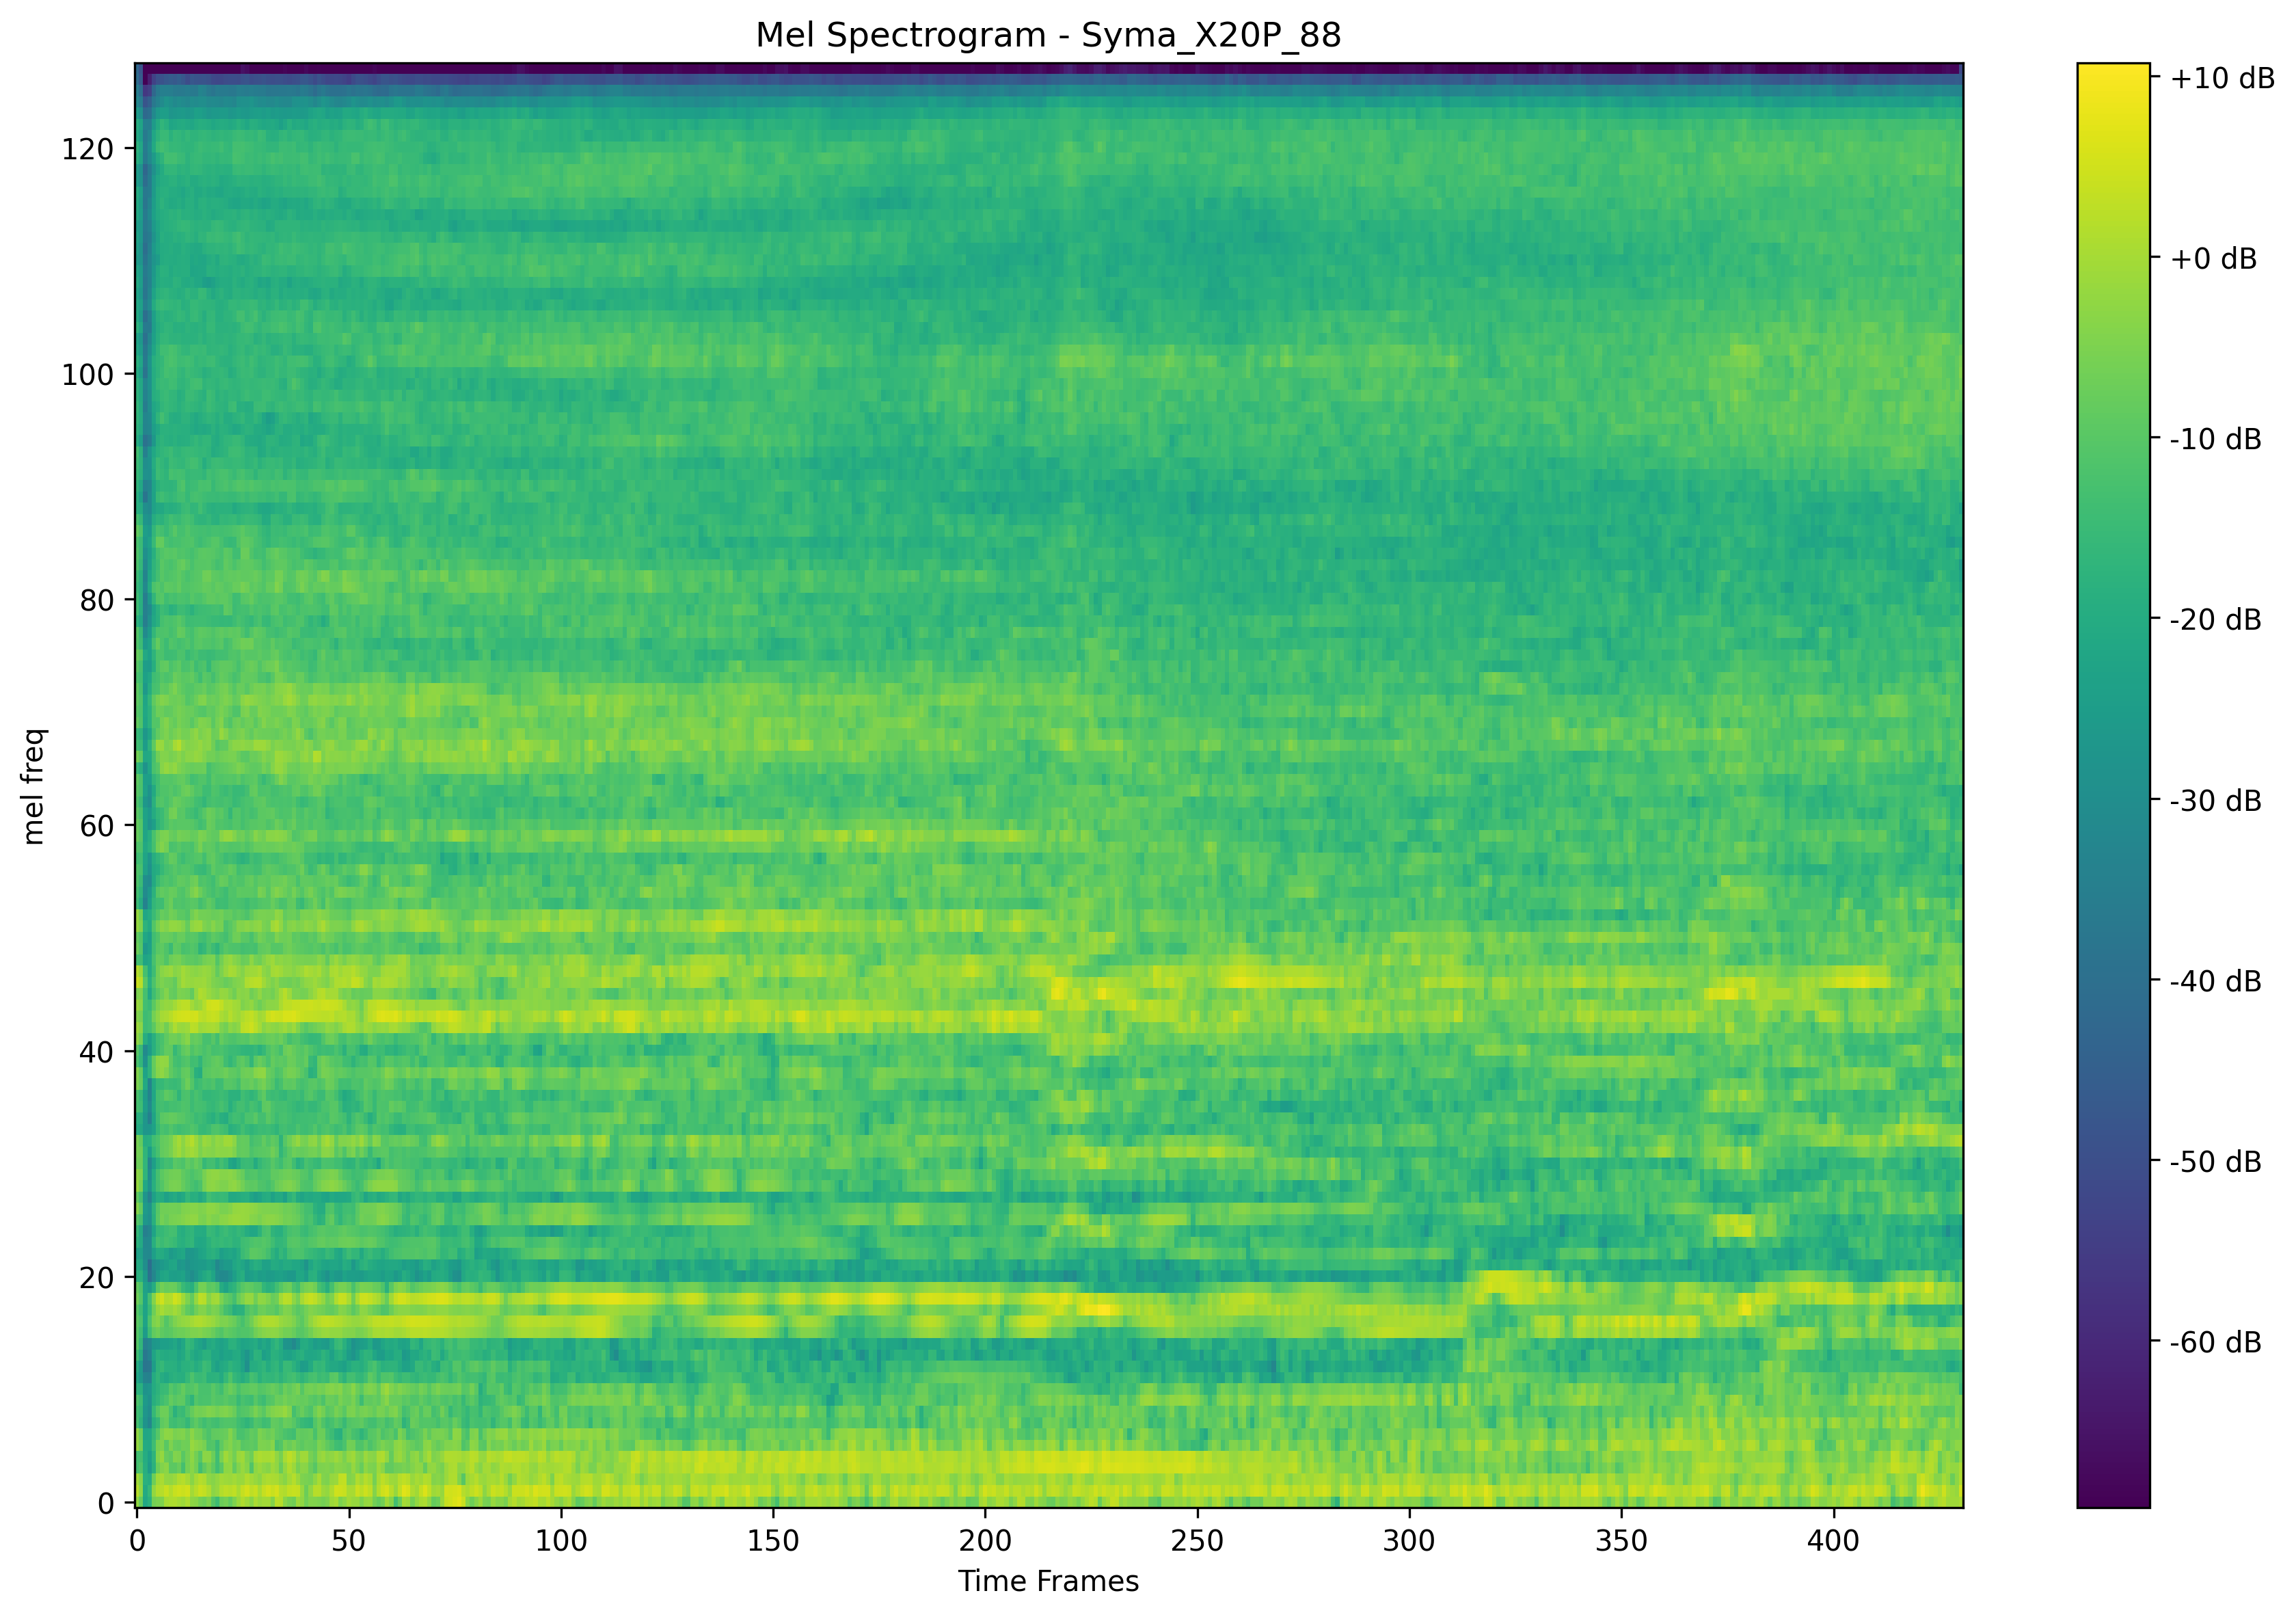 Mel Spectrogram - Syma_X20P_88
mel freq
120
100
80
60
40
20
0
0 50 100 150 200 250 300 350 400
Time Frames
+10 dB
+0 dB
-10 dB
-20 dB
-30 dB
-40 dB
-50 dB
-60 dB